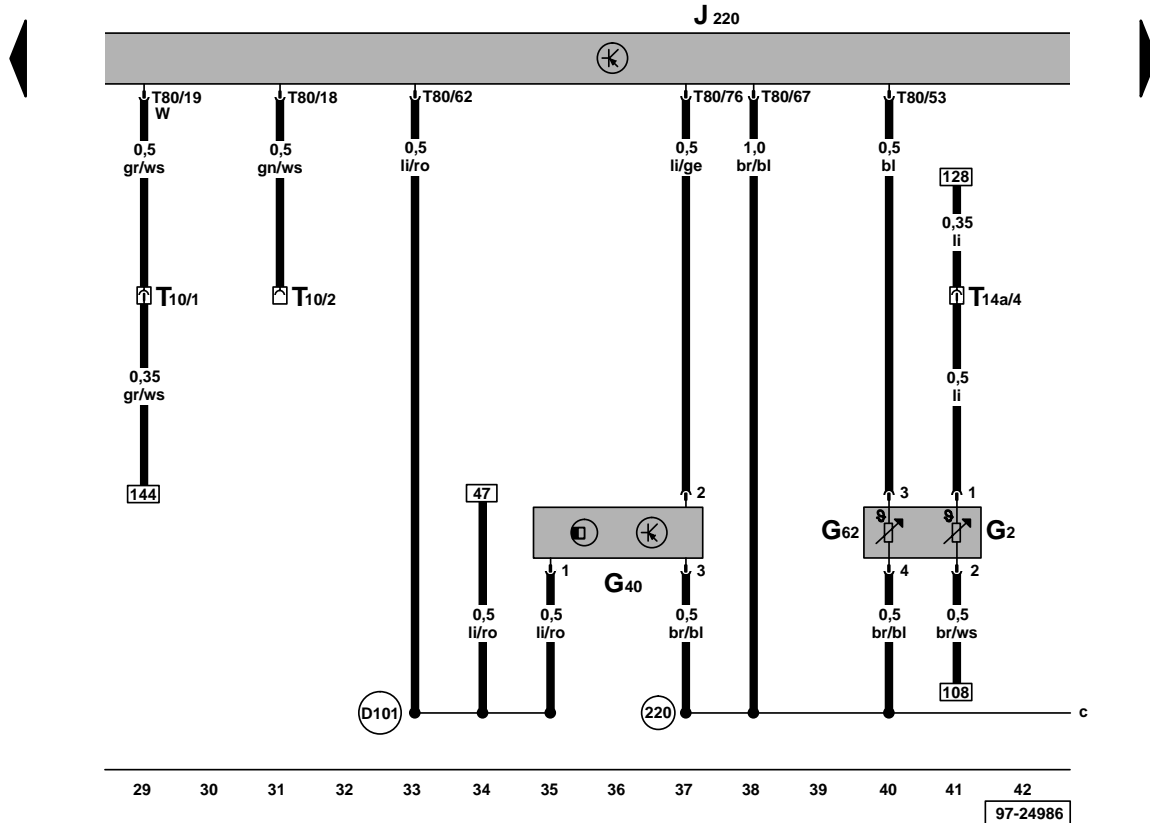 J 220
T80/19 T80/18 T80/62 T80/76 T80/67 T80/53
W
0,5 0,5 0,5 0,5 1,0 0,5
gr/ws gn/ws li/ro li/ge br/bl bl
128
0,35
li
T10/1 T10/2 T14a/4
0,35 0,5
gr/ws li
144 47 2 3 1
G62 G2
1 3 4 2
G40
0,5 0,5 0,5 0,5 0,5
li/ro li/ro br/bl br/bl br/ws
108
D101 220 c
29 30 31 32 33 34 35 36 37 38 39 40 41 42
97-24986